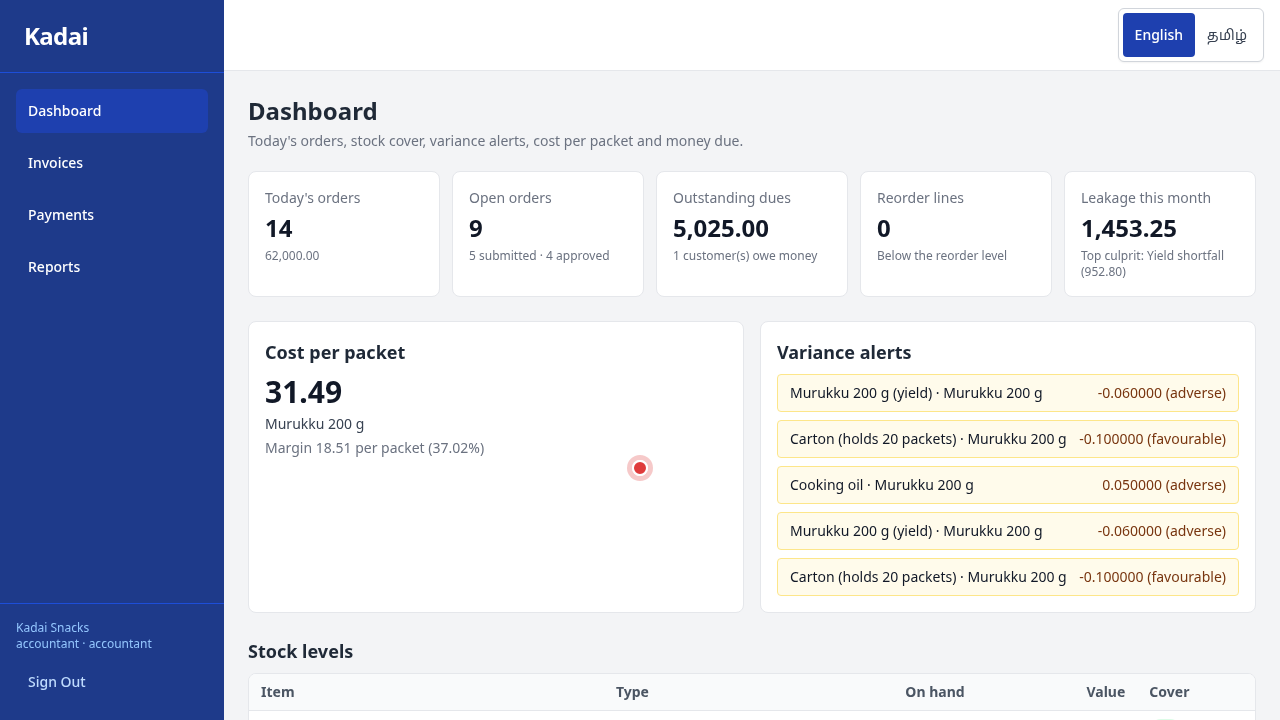 Kadai
English
தமிழ்
Dashboard
Invoices
Payments
Reports
Kadai Snacks
accountant · accountant
Sign Out
Dashboard
Today's orders, stock cover, variance alerts, cost per packet and money due.
Today's orders
14
62,000.00
Open orders
9
5 submitted · 4 approved
Outstanding dues
5,025.00
1 customer(s) owe money
Reorder lines
0
Below the reorder level
Leakage this month
1,453.25
Top culprit: Yield shortfall
(952.80)
Cost per packet
31.49
Murukku 200 g
Margin 18.51 per packet (37.02%)
Variance alerts
Murukku 200 g (yield) · Murukku 200 g -0.060000 (adverse)
Carton (holds 20 packets) · Murukku 200 g -0.100000 (favourable)
Cooking oil · Murukku 200 g 0.050000 (adverse)
Murukku 200 g (yield) · Murukku 200 g -0.060000 (adverse)
Carton (holds 20 packets) · Murukku 200 g -0.100000 (favourable)
Stock levels
Item Type On hand Value Cover